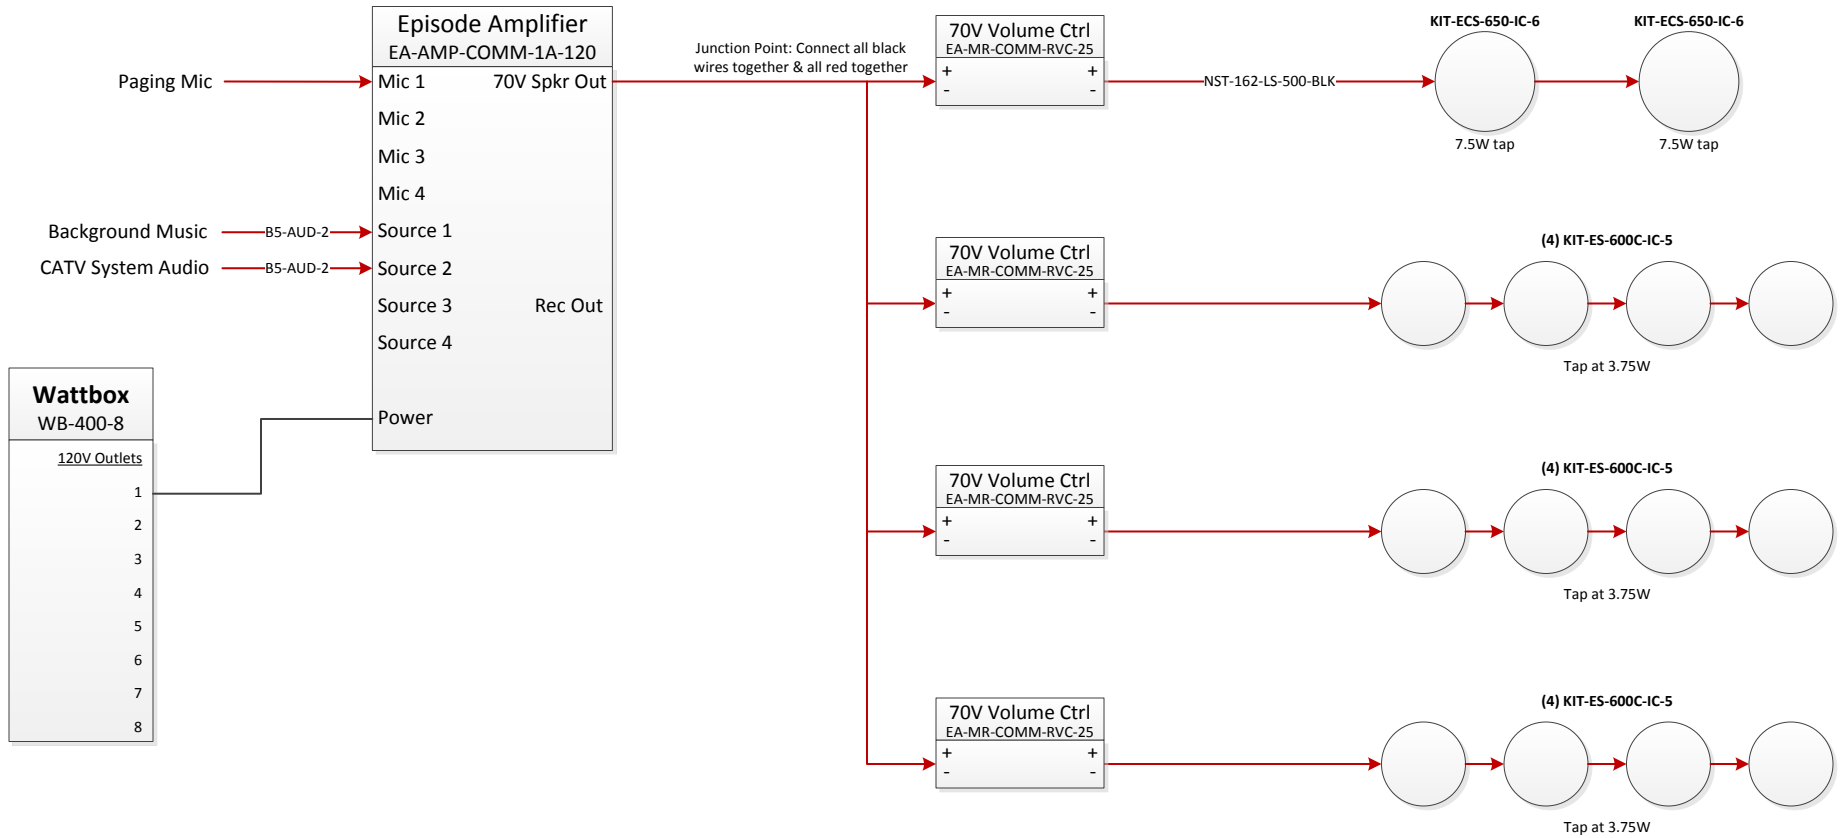 Episode Amplifier
EA-AMP-COMM-1A-120
Paging Mic
Mic 1
70V Spkr Out
Mic 2
Mic 3
Mic 4
Background Music
B5-AUD-2
Source 1
CATV System Audio
B5-AUD-2
Source 2
Source 3
Rec Out
Source 4
Power
Wattbox
WB-400-8
120V Outlets
1
2
3
4
5
6
7
8
Junction Point: Connect all black
wires together & all red together
70V Volume Ctrl
EA-MR-COMM-RVC-25
+ +
- -
NST-162-LS-500-BLK
KIT-ECS-650-IC-6
7.5W tap
KIT-ECS-650-IC-6
7.5W tap
70V Volume Ctrl
EA-MR-COMM-RVC-25
+ +
- -
(4) KIT-ES-600C-IC-5
Tap at 3.75W
70V Volume Ctrl
EA-MR-COMM-RVC-25
+ +
- -
(4) KIT-ES-600C-IC-5
Tap at 3.75W
70V Volume Ctrl
EA-MR-COMM-RVC-25
+ +
- -
(4) KIT-ES-600C-IC-5
Tap at 3.75W